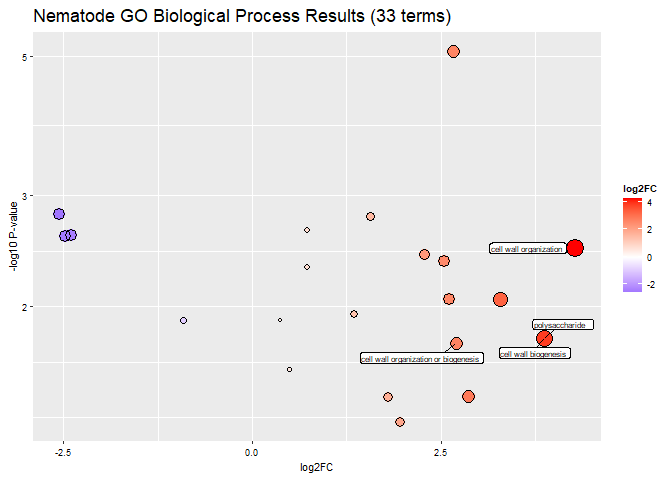 Nematode GO Biological Process Results (33 terms)
5
3
2
-log10 P-value
cell wall organization
polysaccharide
cell wall biogenesis
cell wall organization or biogenesis
-2.5
0.0
2.5
log2FC
log2FC
4
2
0
-2